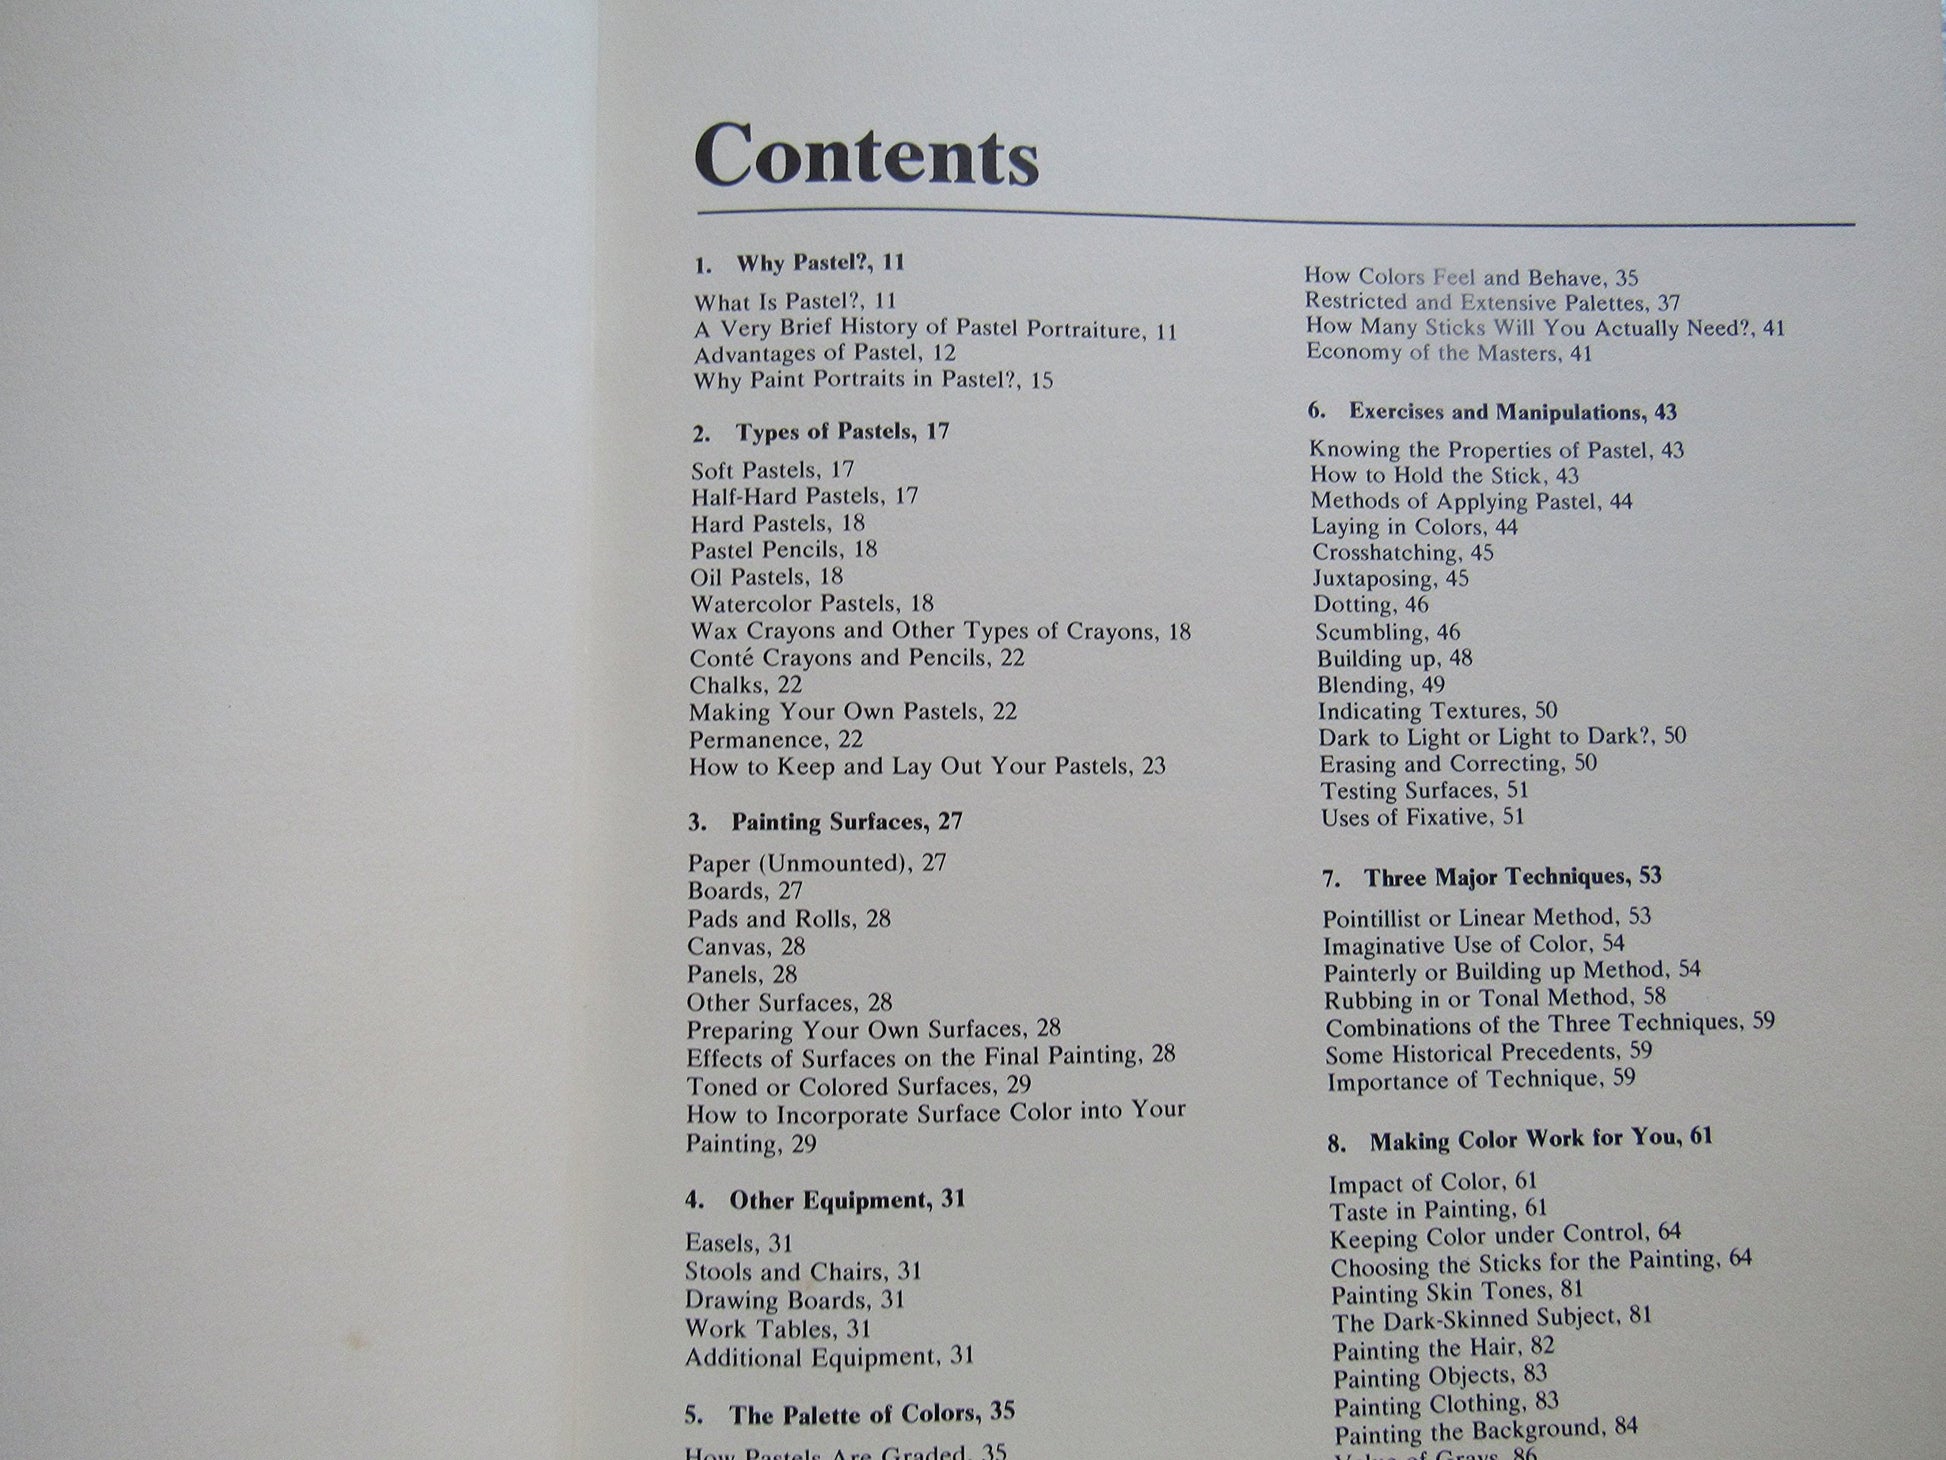 Contents
1. Why Pastel?, 11
What Is Pastel?, 11
A Very Brief History of Pastel Portraiture, 11
Advantages of Pastel, 12
Why Paint Portraits in Pastel?, 15
2. Types of Pastels, 17
Soft Pastels, 17
Half-Hard Pastels, 17
Hard Pastels, 18
Pastel Pencils, 18
Oil Pastels, 18
Watercolor Pastels, 18
Wax Crayons and Other Types of Crayons, 18
Conté Crayons and Pencils, 22
Chalks, 22
Making Your Own Pastels, 22
Permanence, 22
How to Keep and Lay Out Your Pastels, 23
3. Painting Surfaces, 27
Paper (Unmounted), 27
Boards, 27
Pads and Rolls, 28
Canvas, 28
Panels, 28
Other Surfaces, 28
Preparing Your Own Surfaces, 28
Effects of Surfaces on the Final Painting, 28
Toned or Colored Surfaces, 29
How to Incorporate Surface Color into Your
Painting, 29
4. Other Equipment, 31
Easels, 31
Stools and Chairs, 31
Drawing Boards, 31
Work Tables, 31
Additional Equipment, 31
5. The Palette of Colors, 35
How Pastels Are Graded, 35
How Colors Feel and Behave, 35
Restricted and Extensive Palettes, 37
How Many Sticks Will You Actually Need?, 41
Economy of the Masters, 41
6. Exercises and Manipulations, 43
Knowing the Properties of Pastel, 43
How to Hold the Stick, 43
Methods of Applying Pastel, 44
Laying in Colors, 44
Crosshatching, 45
Juxtaposing, 45
Dotting, 46
Scumbling, 46
Building up, 48
Blending, 49
Indicating Textures, 50
Dark to Light or Light to Dark?, 50
Erasing and Correcting, 50
Testing Surfaces, 51
Uses of Fixative, 51
7. Three Major Techniques, 53
Pointillist or Linear Method, 53
Imaginative Use of Color, 54
Painterly or Building up Method, 54
Rubbing in or Tonal Method, 58
Combinations of the Three Techniques, 59
Some Historical Precedents, 59
Importance of Technique, 59
8. Making Color Work for You, 61
Impact of Color, 61
Taste in Painting, 61
Keeping Color under Control, 64
Choosing the Sticks for the Painting, 64
Painting Skin Tones, 81
The Dark-Skinned Subject, 81
Painting the Hair, 82
Painting Objects, 83
Painting Clothing, 83
Painting the Background, 84
Value of Grays, 86